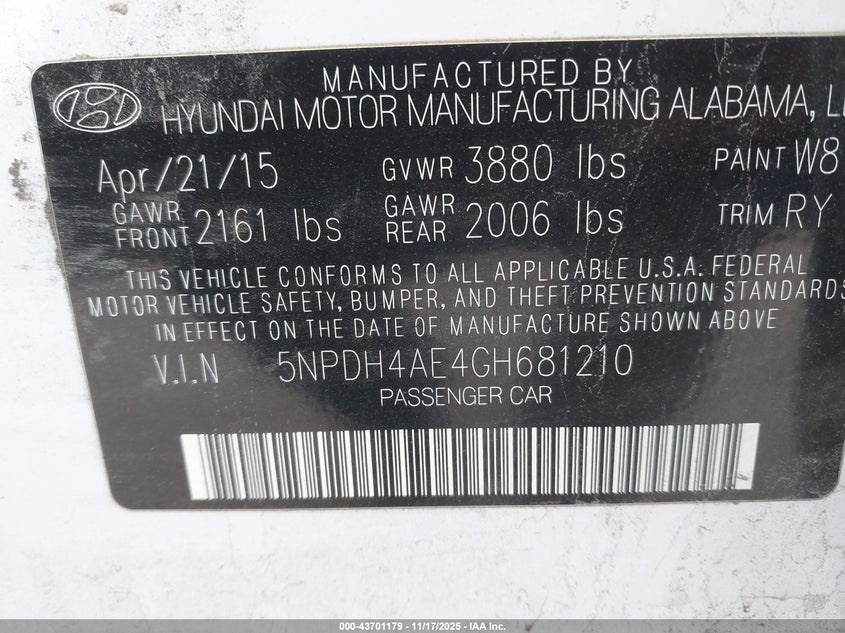 MANUFACTURED BY
HYUNDAI MOTOR MANUFACTURING ALABAMA, LL
Apr/21/15 GVWR 3880 lbs PAINT W8
GAWR FRONT 2161 lbs GAWR REAR 2006 lbs TRIM RY
THIS VEHICLE CONFORMS TO ALL APPLICABLE U.S.A. FEDERAL
MOTOR VEHICLE SAFETY, BUMPER, AND THEFT PREVENTION STANDARDS
IN EFFECT ON THE DATE OF MANUFACTURE SHOWN ABOVE
V.I.N 5NPDH4AE4GH681210
PASSENGER CAR
000-43701179 - 11/17/2025 - IAA Inc.